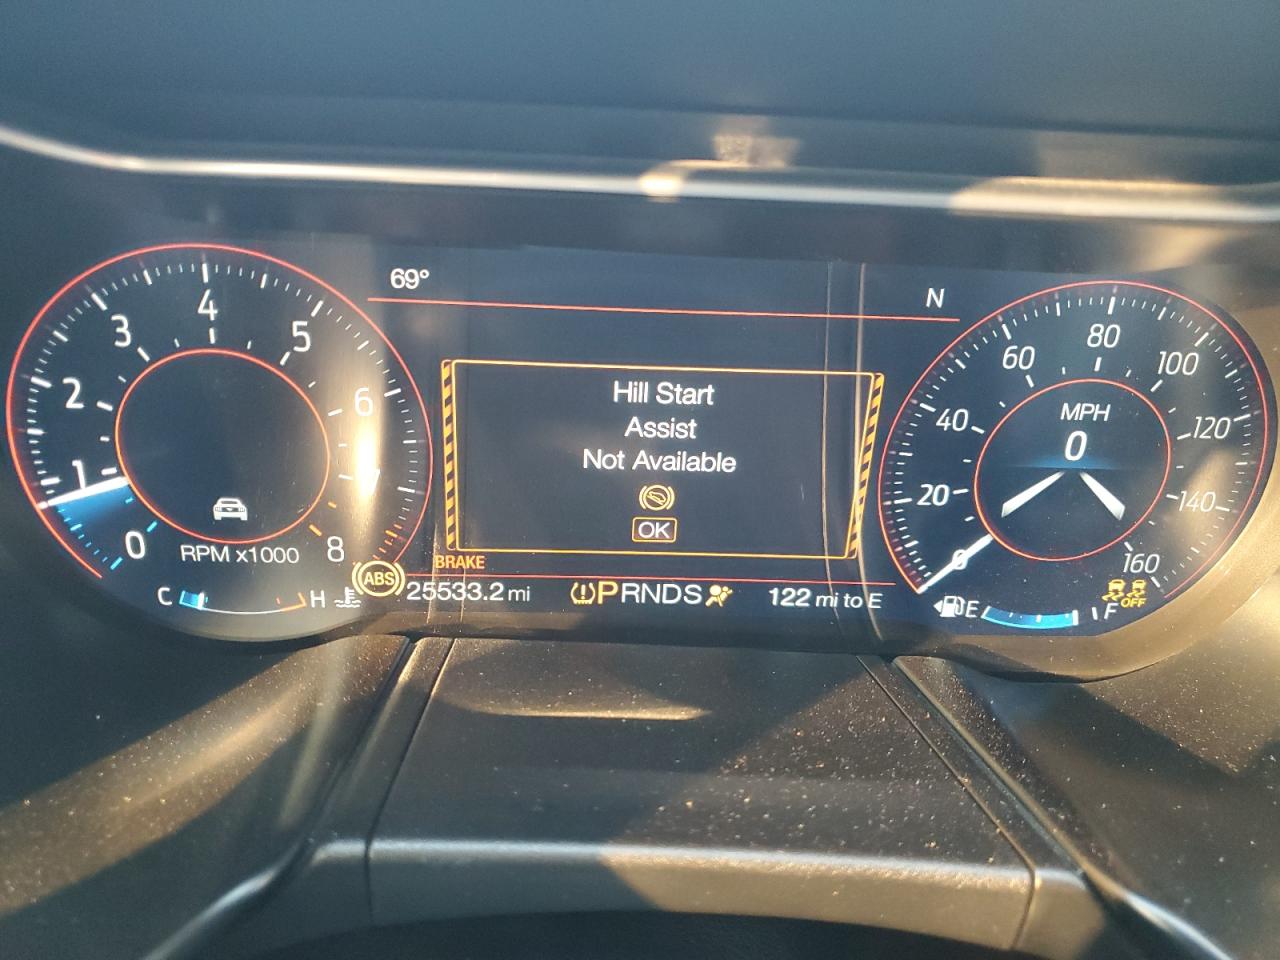 69°
N
4
3
5
2
6
1
7
0
8
RPM x1000
C
H
Hill Start
Assist
Not Available
OK
80
60
100
MPH
40
0
120
20
140
0
160
BRAKE
ABS
25533.2 mi
PRNDS
122 mi to E
E
F
OFF